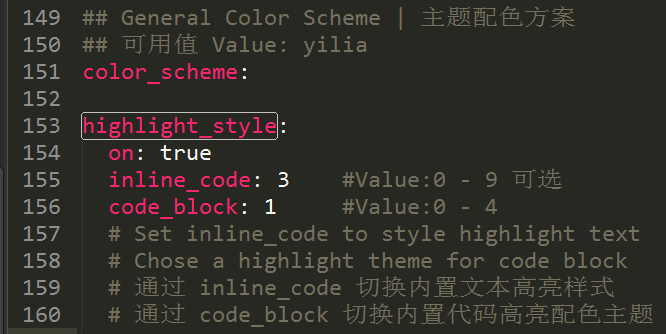 149 ## General Color Scheme | 主题配色方案
150 ## 可用值 Value: yilia
151 color_scheme:
152
153 highlight_style:
154   on: true
155   inline_code: 3    #Value:0 - 9 可选
156   code_block: 1     #Value:0 - 4
157   # Set inline_code to style highlight text
158   # Chose a highlight theme for code block
159   # 通过 inline_code 切换内置文本高亮样式
160   # 通过 code_block 切换内置代码高亮配色主题